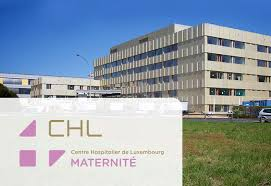 CHL
Centre Hospitalier de Luxembourg
MATERNITÉ